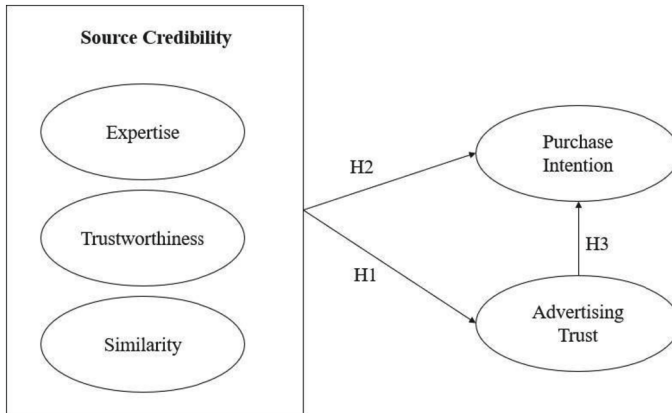 Source Credibility
Expertise
Trustworthiness
Similarity
H2
H1
Purchase
Intention
H3
Advertising
Trust